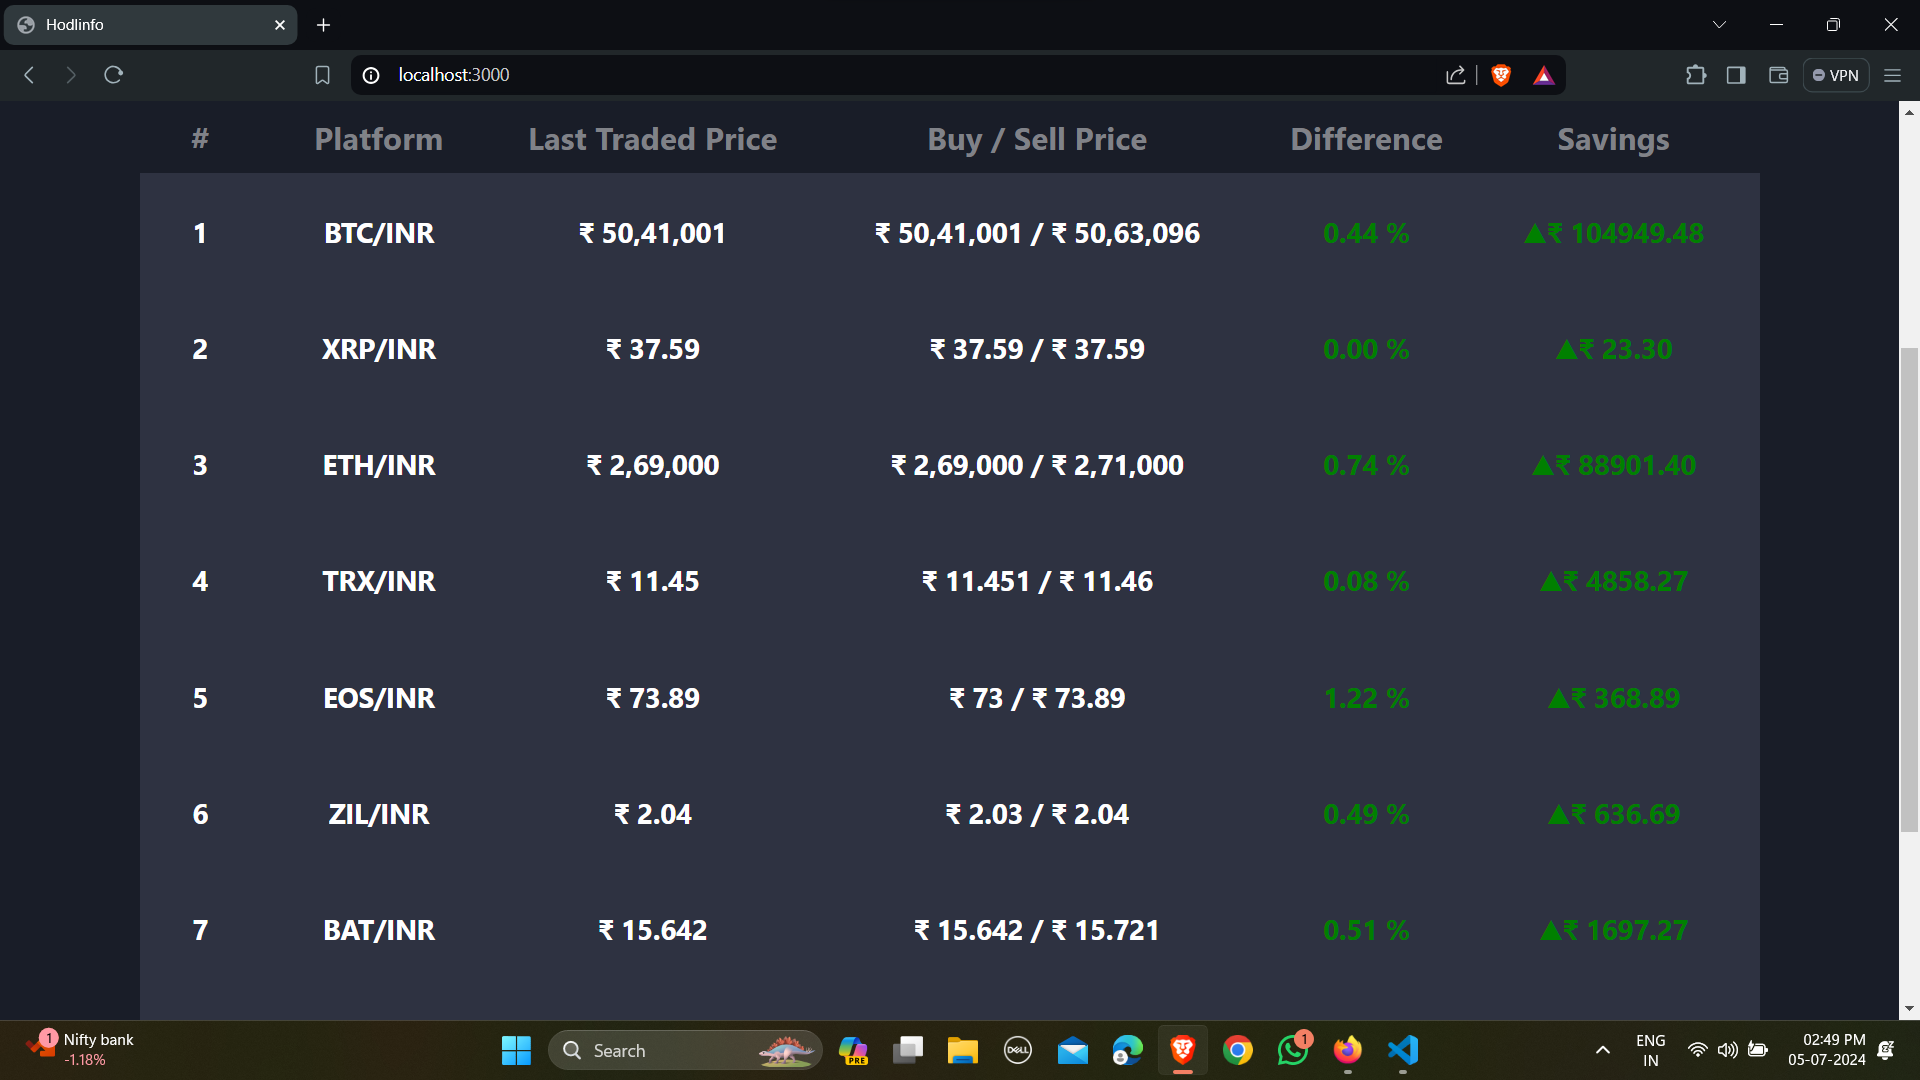 Hodlinfo
localhost:3000
VPN
# Platform Last Traded Price Buy / Sell Price Difference Savings
1 BTC/INR ₹ 50,41,001 ₹ 50,41,001 / ₹ 50,63,096 0.44 % ▲₹ 104949.48
2 XRP/INR ₹ 37.59 ₹ 37.59 / ₹ 37.59 0.00 % ▲₹ 23.30
3 ETH/INR ₹ 2,69,000 ₹ 2,69,000 / ₹ 2,71,000 0.74 % ▲₹ 88901.40
4 TRX/INR ₹ 11.45 ₹ 11.451 / ₹ 11.46 0.08 % ▲₹ 4858.27
5 EOS/INR ₹ 73.89 ₹ 73 / ₹ 73.89 1.22 % ▲₹ 368.89
6 ZIL/INR ₹ 2.04 ₹ 2.03 / ₹ 2.04 0.49 % ▲₹ 636.69
7 BAT/INR ₹ 15.642 ₹ 15.642 / ₹ 15.721 0.51 % ▲₹ 1697.27
1 Nifty bank
-1.18%
Search
PRE
DELL
1
ENG
IN
02:49 PM
05-07-2024